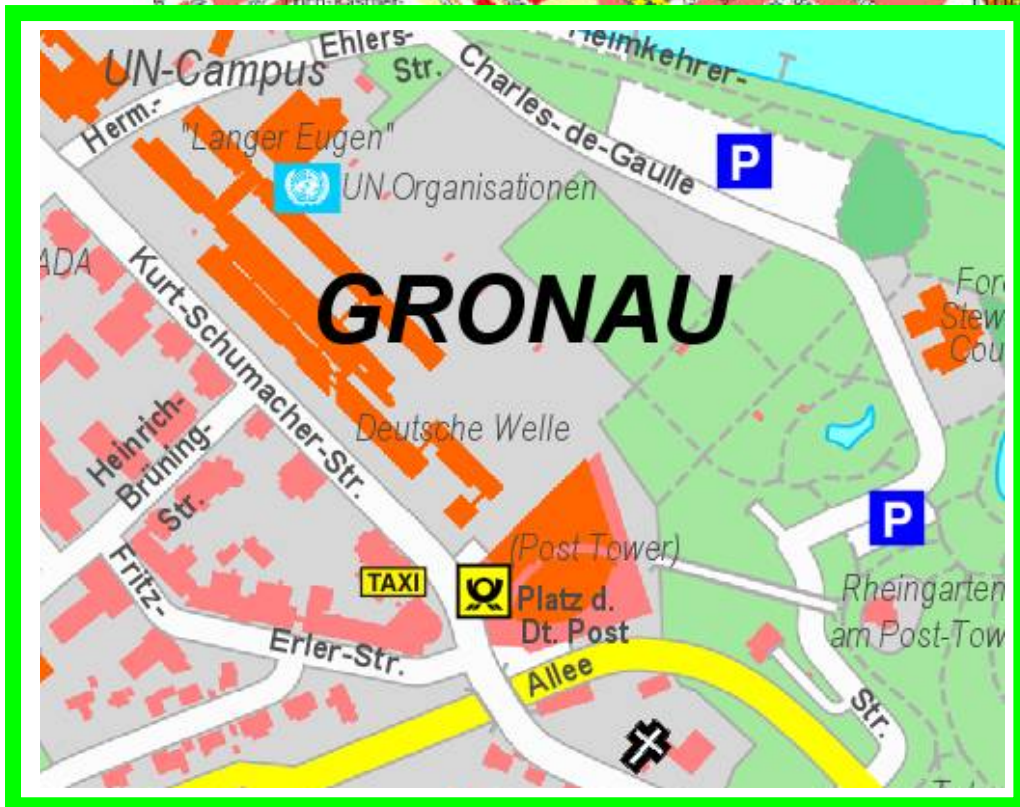 Ehlers-
Str.
Heimkehrer-
UN-Campus
Herm.-
Charles-de-Gaulle
"Langer Eugen"
P
UN Organisationen
ADA
Kurt-Schumacher-Str.
GRONAU
Heinrich-
Brüning-
Str.
Deutsche Welle
P
(Post Tower)
TAXI
Platz d.
Dt. Post
Fritz-
Erler-Str.
Allee
Rheingarten
am Post-Tow
Str.